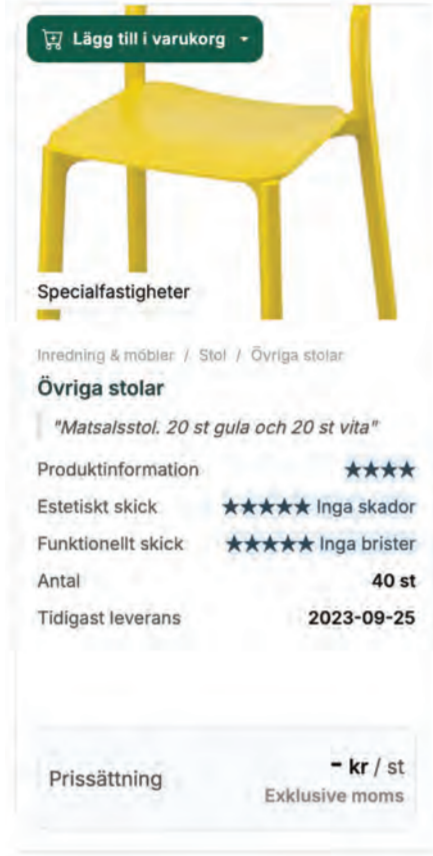 Lägg till i varukorg
Specialfastigheter
Inredning & möbler / Stol / Övriga stolar
Övriga stolar
"Matsalsstol. 20 st gula och 20 st vita"
Produktinformation ★★★★
Estetiskt skick ★★★★★ Inga skador
Funktionellt skick ★★★★★ Inga brister
Antal 40 st
Tidigast leverans 2023-09-25
Prissättning - kr / st
Exklusive moms